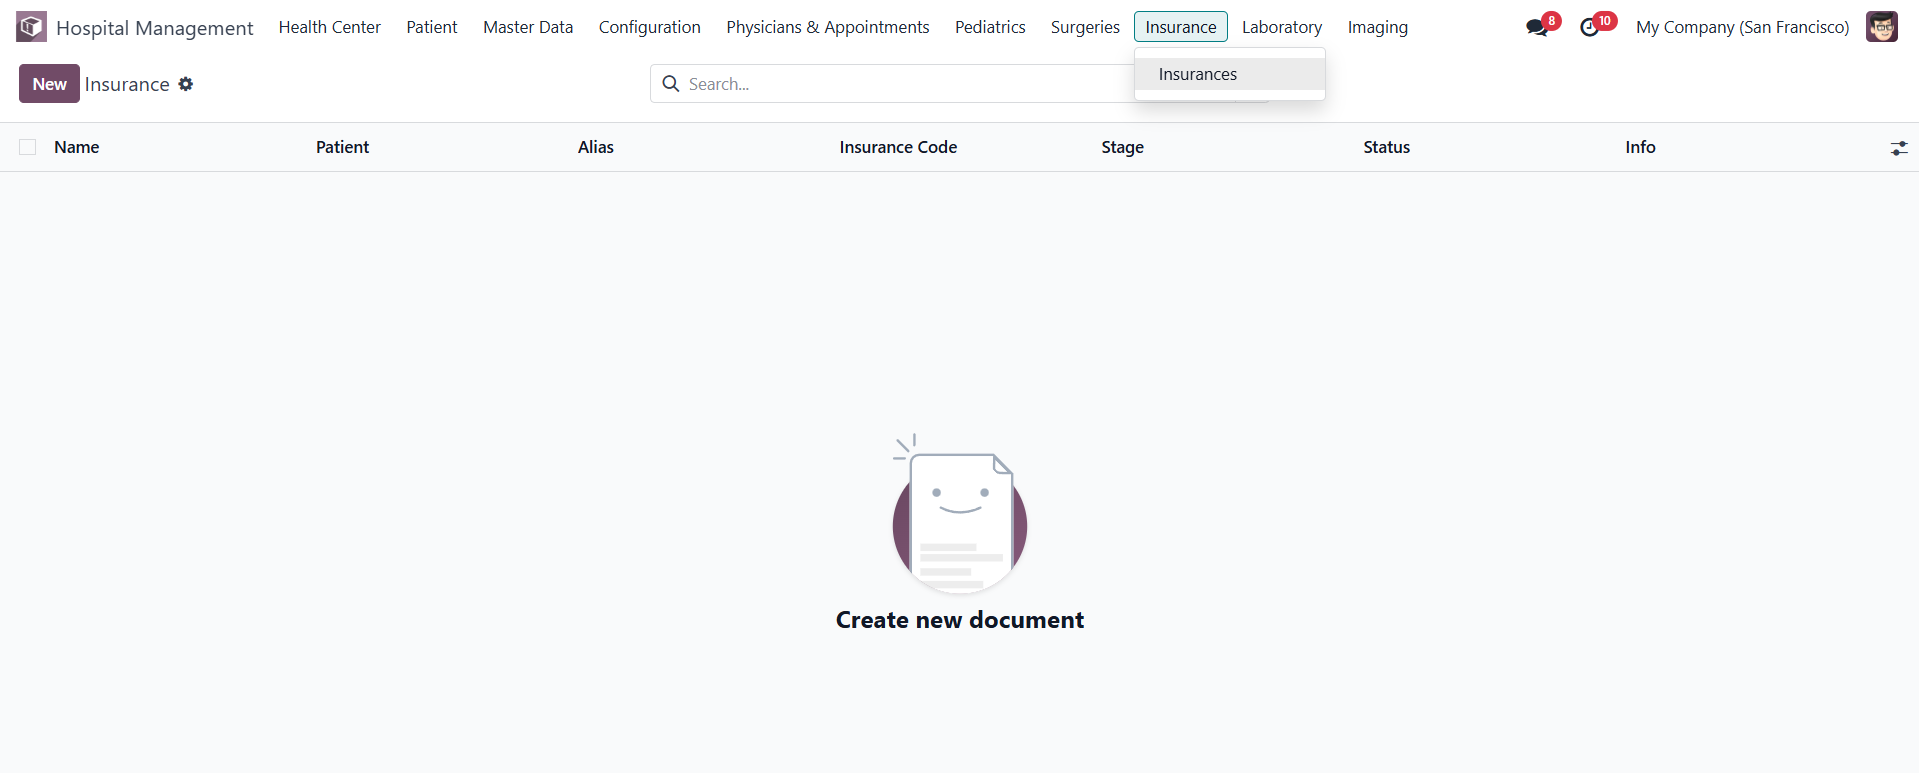 Hospital Management Health Center Patient Master Data Configuration Physicians & Appointments Pediatrics Surgeries Insurance Laboratory Imaging 8 10 My Company (San Francisco)
New Insurance Search... Insurances
Name Patient Alias Insurance Code Stage Status Info
Create new document